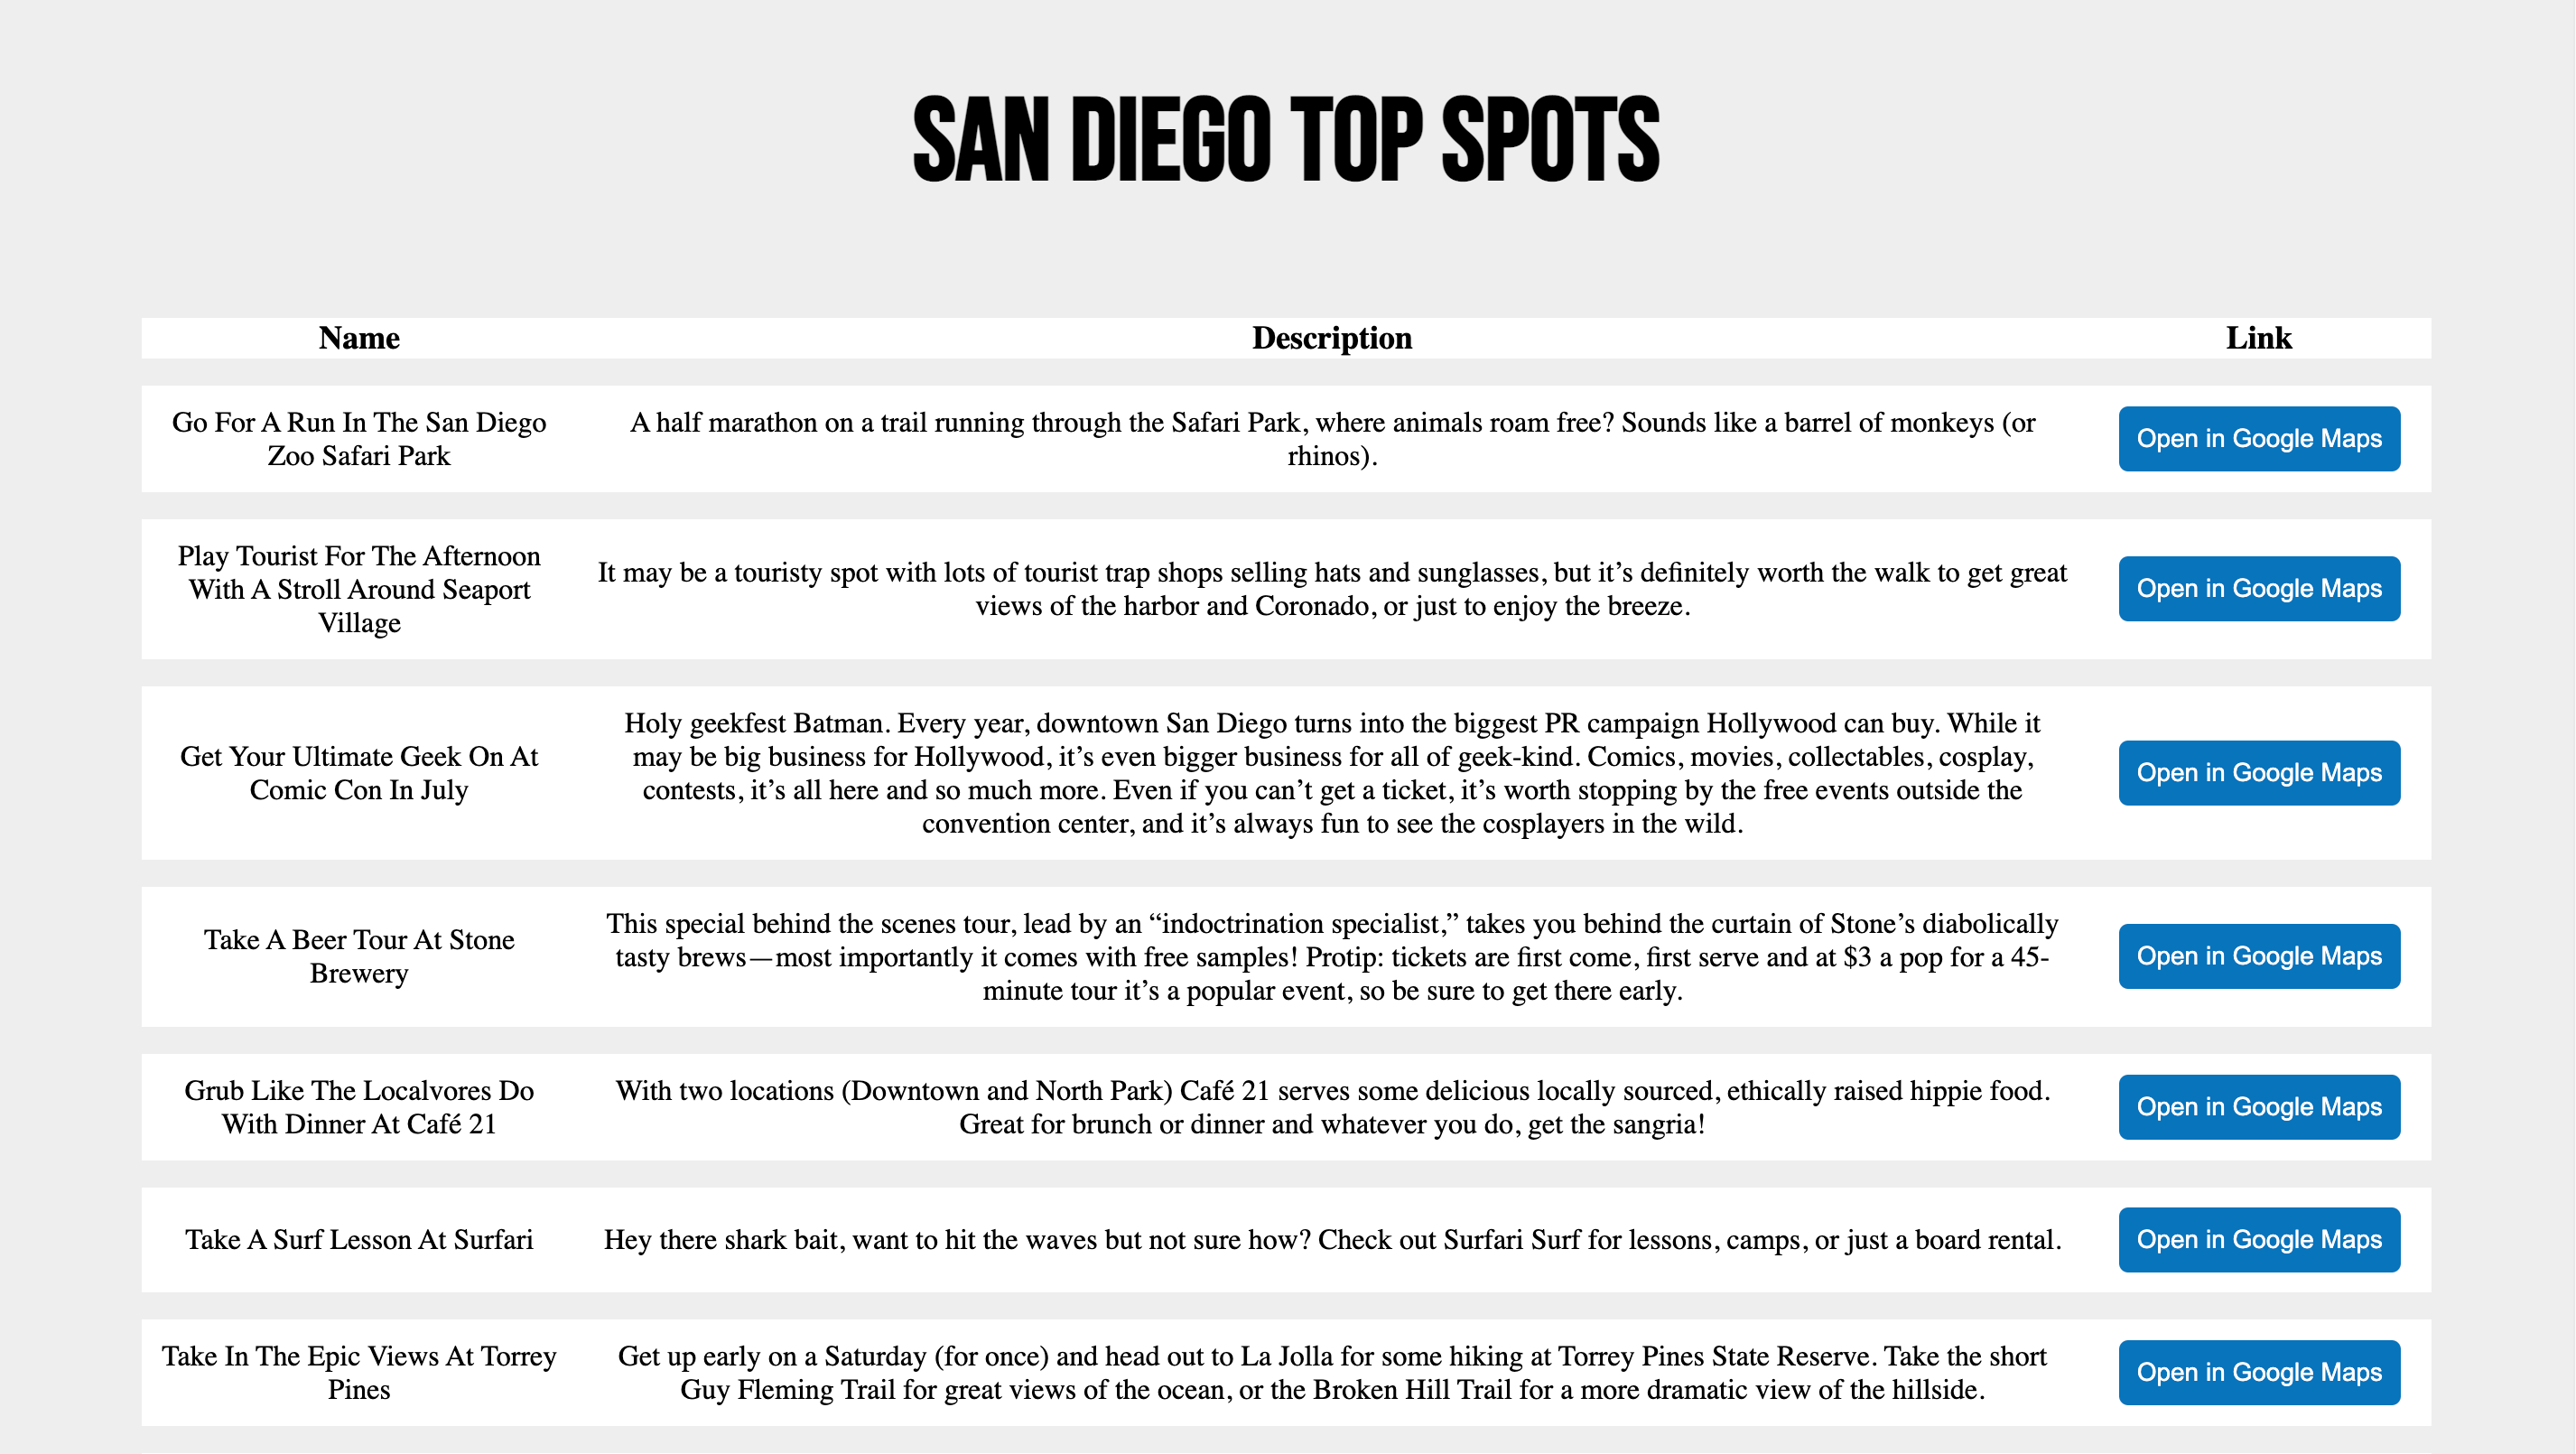 SAN DIEGO TOP SPOTS
Name Description Link
Go For A Run In The San Diego
Zoo Safari Park
A half marathon on a trail running through the Safari Park, where animals roam free? Sounds like a barrel of monkeys (or
rhinos).
Open in Google Maps
Play Tourist For The Afternoon
With A Stroll Around Seaport
Village
It may be a touristy spot with lots of tourist trap shops selling hats and sunglasses, but it’s definitely worth the walk to get great
views of the harbor and Coronado, or just to enjoy the breeze.
Open in Google Maps
Get Your Ultimate Geek On At
Comic Con In July
Holy geekfest Batman. Every year, downtown San Diego turns into the biggest PR campaign Hollywood can buy. While it
may be big business for Hollywood, it’s even bigger business for all of geek-kind. Comics, movies, collectables, cosplay,
contests, it’s all here and so much more. Even if you can’t get a ticket, it’s worth stopping by the free events outside the
convention center, and it’s always fun to see the cosplayers in the wild.
Open in Google Maps
Take A Beer Tour At Stone
Brewery
This special behind the scenes tour, lead by an “indoctrination specialist,” takes you behind the curtain of Stone’s diabolically
tasty brews—most importantly it comes with free samples! Protip: tickets are first come, first serve and at $3 a pop for a 45-
minute tour it’s a popular event, so be sure to get there early.
Open in Google Maps
Grub Like The Localvores Do
With Dinner At Café 21
With two locations (Downtown and North Park) Café 21 serves some delicious locally sourced, ethically raised hippie food.
Great for brunch or dinner and whatever you do, get the sangria!
Open in Google Maps
Take A Surf Lesson At Surfari
Hey there shark bait, want to hit the waves but not sure how? Check out Surfari Surf for lessons, camps, or just a board rental.
Open in Google Maps
Take In The Epic Views At Torrey
Pines
Get up early on a Saturday (for once) and head out to La Jolla for some hiking at Torrey Pines State Reserve. Take the short
Guy Fleming Trail for great views of the ocean, or the Broken Hill Trail for a more dramatic view of the hillside.
Open in Google Maps